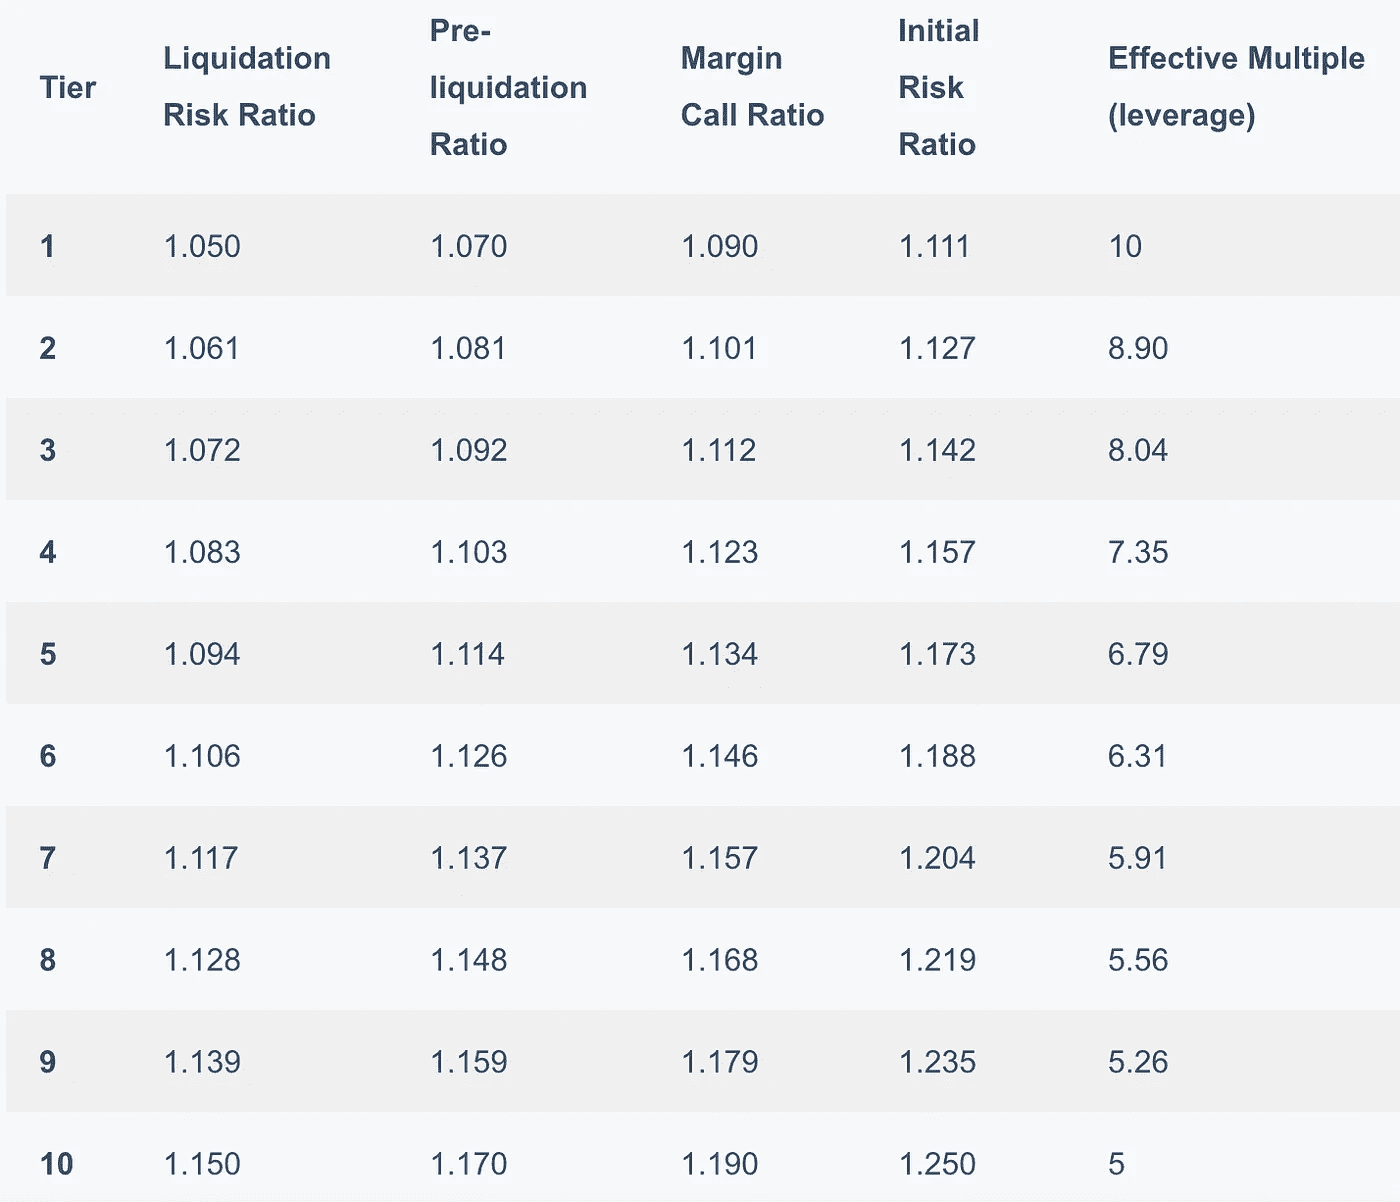 Tier Liquidation Risk Ratio Pre-liquidation Ratio Margin Call Ratio Initial Risk Ratio Effective Multiple (leverage)
1 1.050 1.070 1.090 1.111 10
2 1.061 1.081 1.101 1.127 8.90
3 1.072 1.092 1.112 1.142 8.04
4 1.083 1.103 1.123 1.157 7.35
5 1.094 1.114 1.134 1.173 6.79
6 1.106 1.126 1.146 1.188 6.31
7 1.117 1.137 1.157 1.204 5.91
8 1.128 1.148 1.168 1.219 5.56
9 1.139 1.159 1.179 1.235 5.26
10 1.150 1.170 1.190 1.250 5